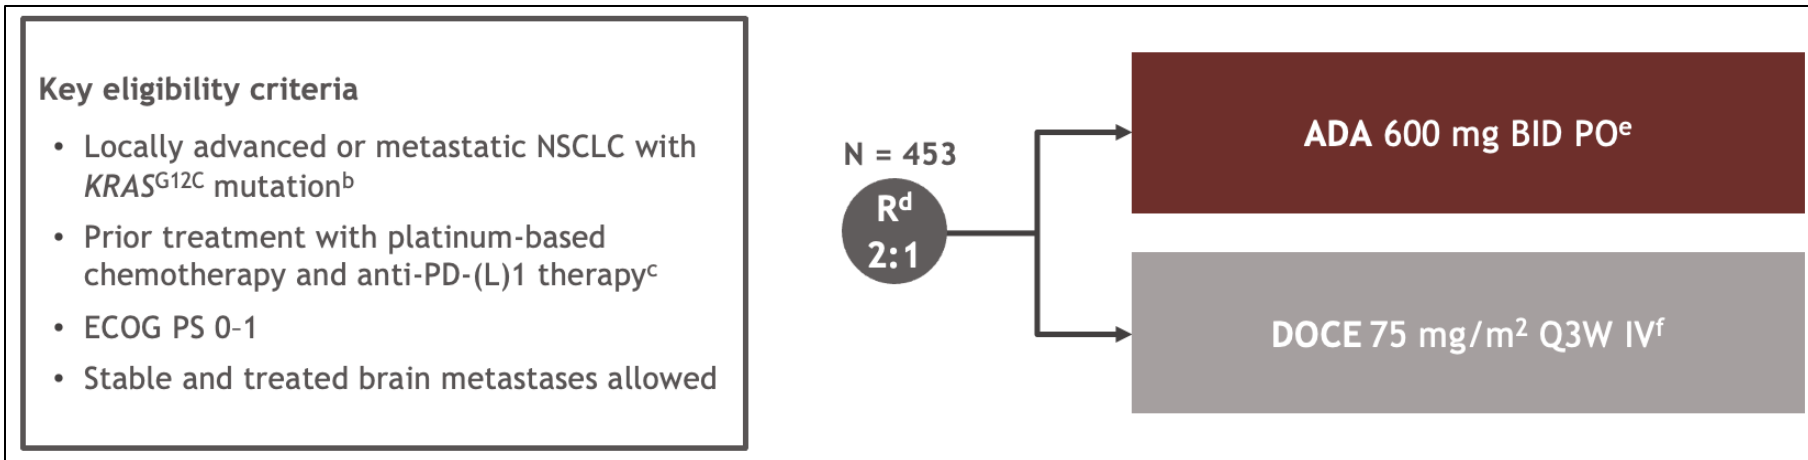 Key eligibility criteria
• Locally advanced or metastatic NSCLC with
KRASᴳ¹²ꟲ mutationᵇ
• Prior treatment with platinum-based
chemotherapy and anti-PD-(L)1 therapyᶜ
• ECOG PS 0–1
• Stable and treated brain metastases allowed
N = 453
Rᵈ
2:1
ADA 600 mg BID POᵉ
DOCE 75 mg/m² Q3W IVᶠ